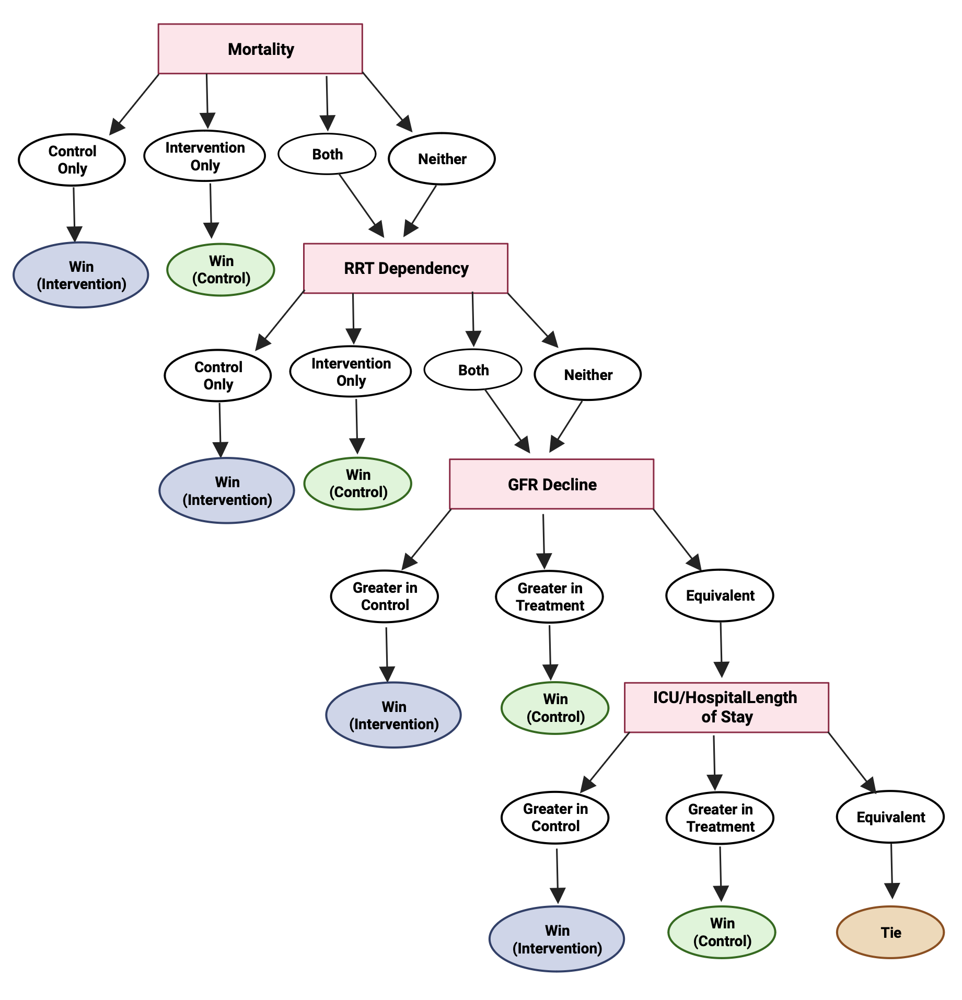 Mortality
Control
Only
Intervention
Only
Both
Neither
Win
(Intervention)
Win
(Control)
RRT Dependency
Control
Only
Intervention
Only
Both
Neither
Win
(Intervention)
Win
(Control)
GFR Decline
Greater in
Control
Greater in
Treatment
Equivalent
Win
(Intervention)
Win
(Control)
ICU/HospitalLength
of Stay
Greater in
Control
Greater in
Treatment
Equivalent
Win
(Intervention)
Win
(Control)
Tie